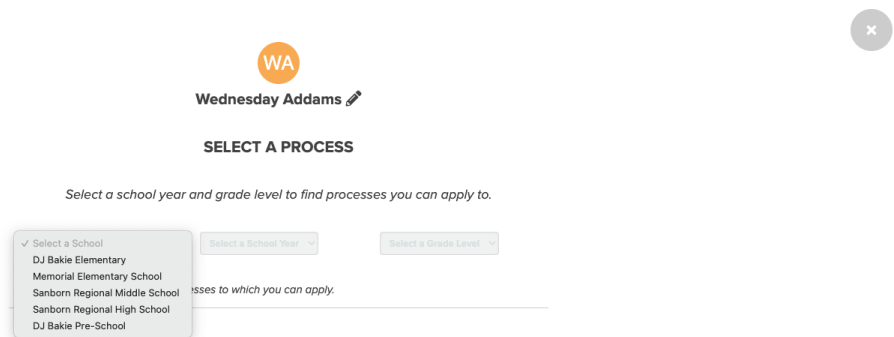 WA
Wednesday Addams
SELECT A PROCESS
Select a school year and grade level to find processes you can apply to.
✓ Select a School
Select a School Year
Select a Grade Level
DJ Bakie Elementary
Memorial Elementary School
Sanborn Regional Middle School
Sanborn Regional High School
DJ Bakie Pre-School
to which you can apply.